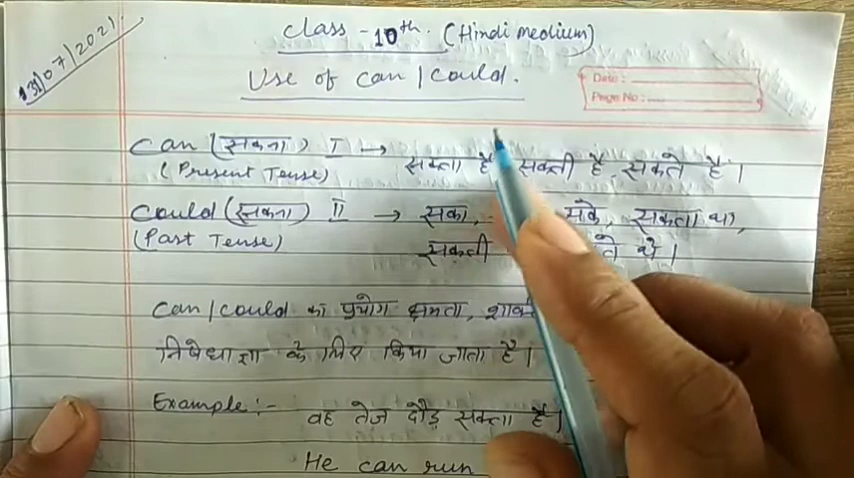 31/07/2021
Class - 10th. (Hindi medium)
Use of can / could.
Date :
Page No :
Can (सकना) I → सकता है सकती है, सकते है।
(Present Tense)
Could (सकना) II → सका, सके, सकता था,
(Past Tense) सकती ते थे।
Can / could का प्रयोग क्षमता,
निषेधाज्ञा के लिए किया जाता है।
Example :-
वह तेज दौड़ सकता है।
He can run